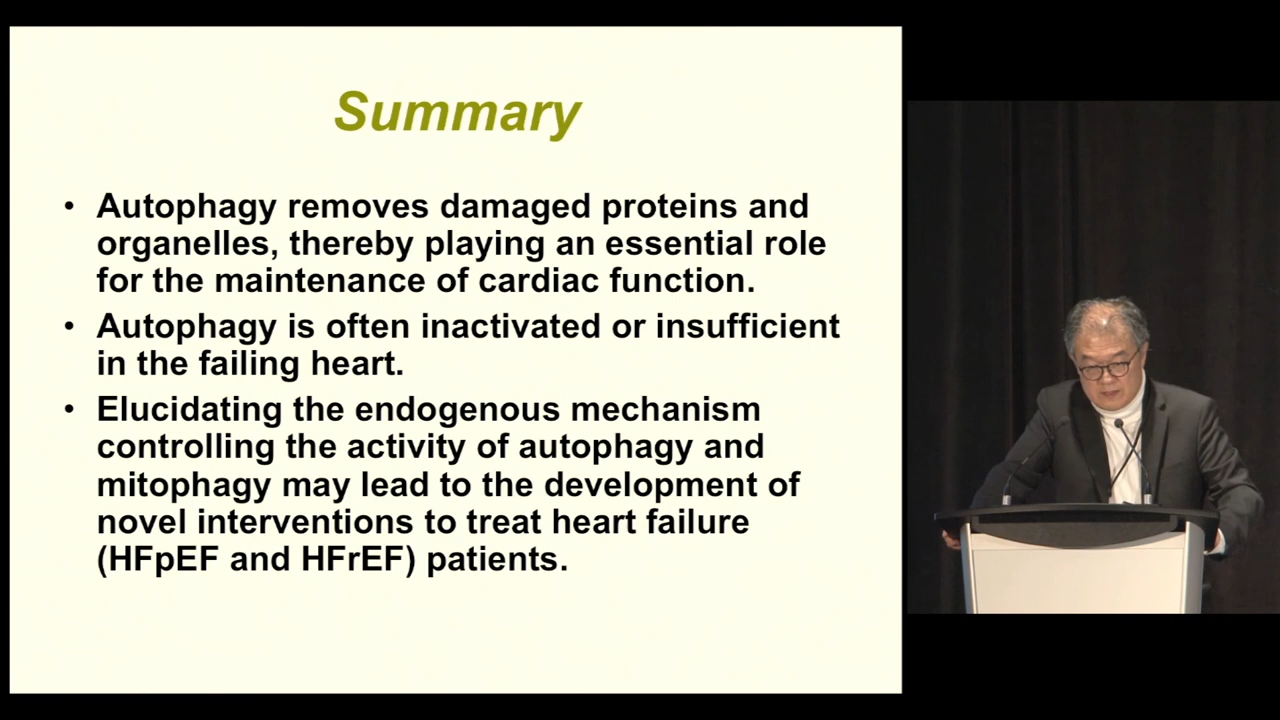 Summary
• Autophagy removes damaged proteins and
organelles, thereby playing an essential role
for the maintenance of cardiac function.
• Autophagy is often inactivated or insufficient
in the failing heart.
• Elucidating the endogenous mechanism
controlling the activity of autophagy and
mitophagy may lead to the development of
novel interventions to treat heart failure
(HFpEF and HFrEF) patients.